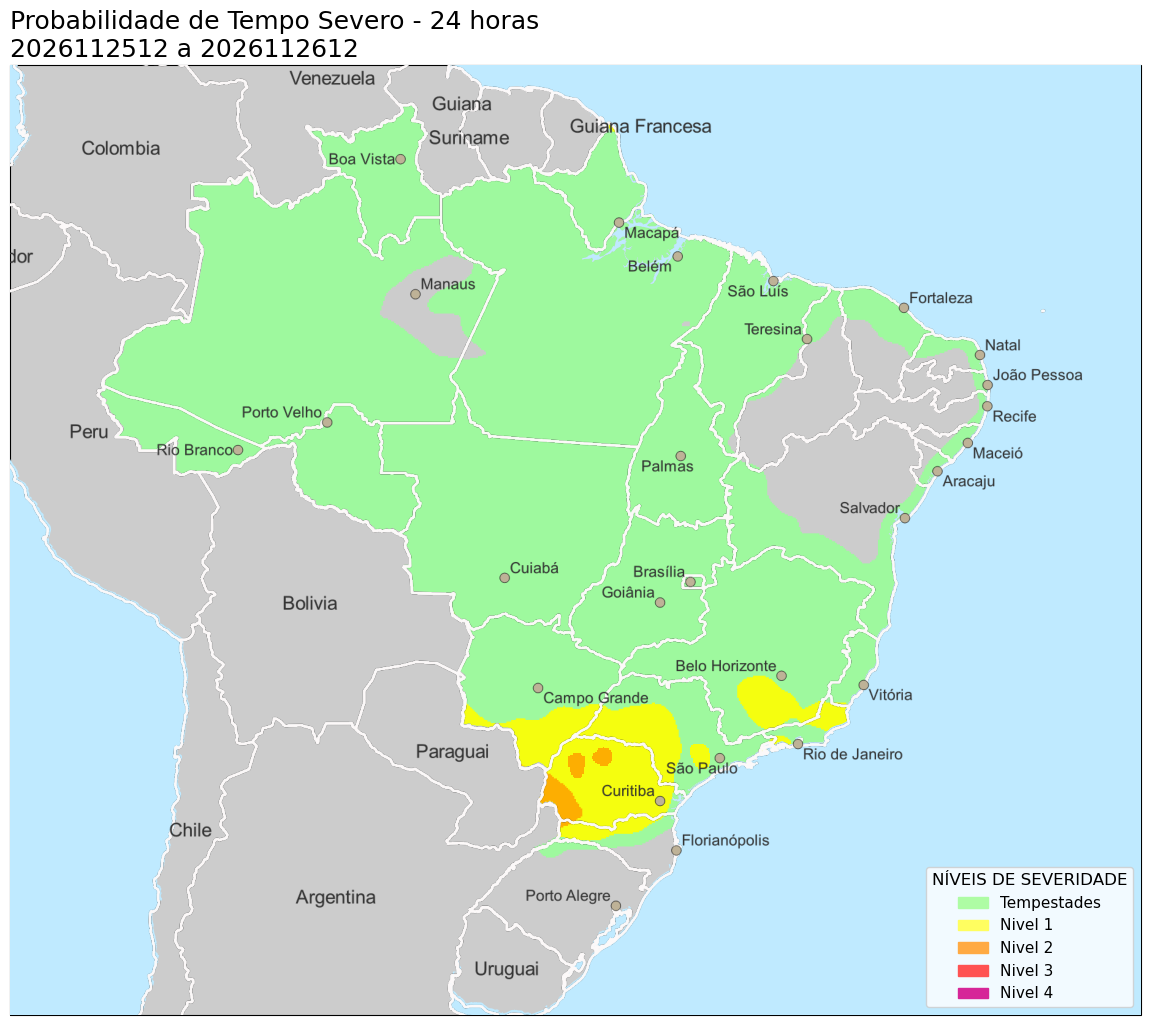 Probabilidade de Tempo Severo - 24 horas
2026112512 a 2026112612
Venezuela
Guiana
Guiana Francesa
Suriname
Colombia
Boa Vista
Macapá
dor
Belém
Manaus
São Luís
Fortaleza
Teresina
Natal
João Pessoa
Porto Velho
Recife
Peru
Rio Branco
Maceió
Palmas
Aracaju
Salvador
Cuiabá
Brasília
Goiânia
Bolivia
Belo Horizonte
Campo Grande
Vitória
Paraguai
Rio de Janeiro
São Paulo
Curitiba
Chile
Florianópolis
Argentina
Porto Alegre
Uruguai
NÍVEIS DE SEVERIDADE
Tempestades
Nivel 1
Nivel 2
Nivel 3
Nivel 4